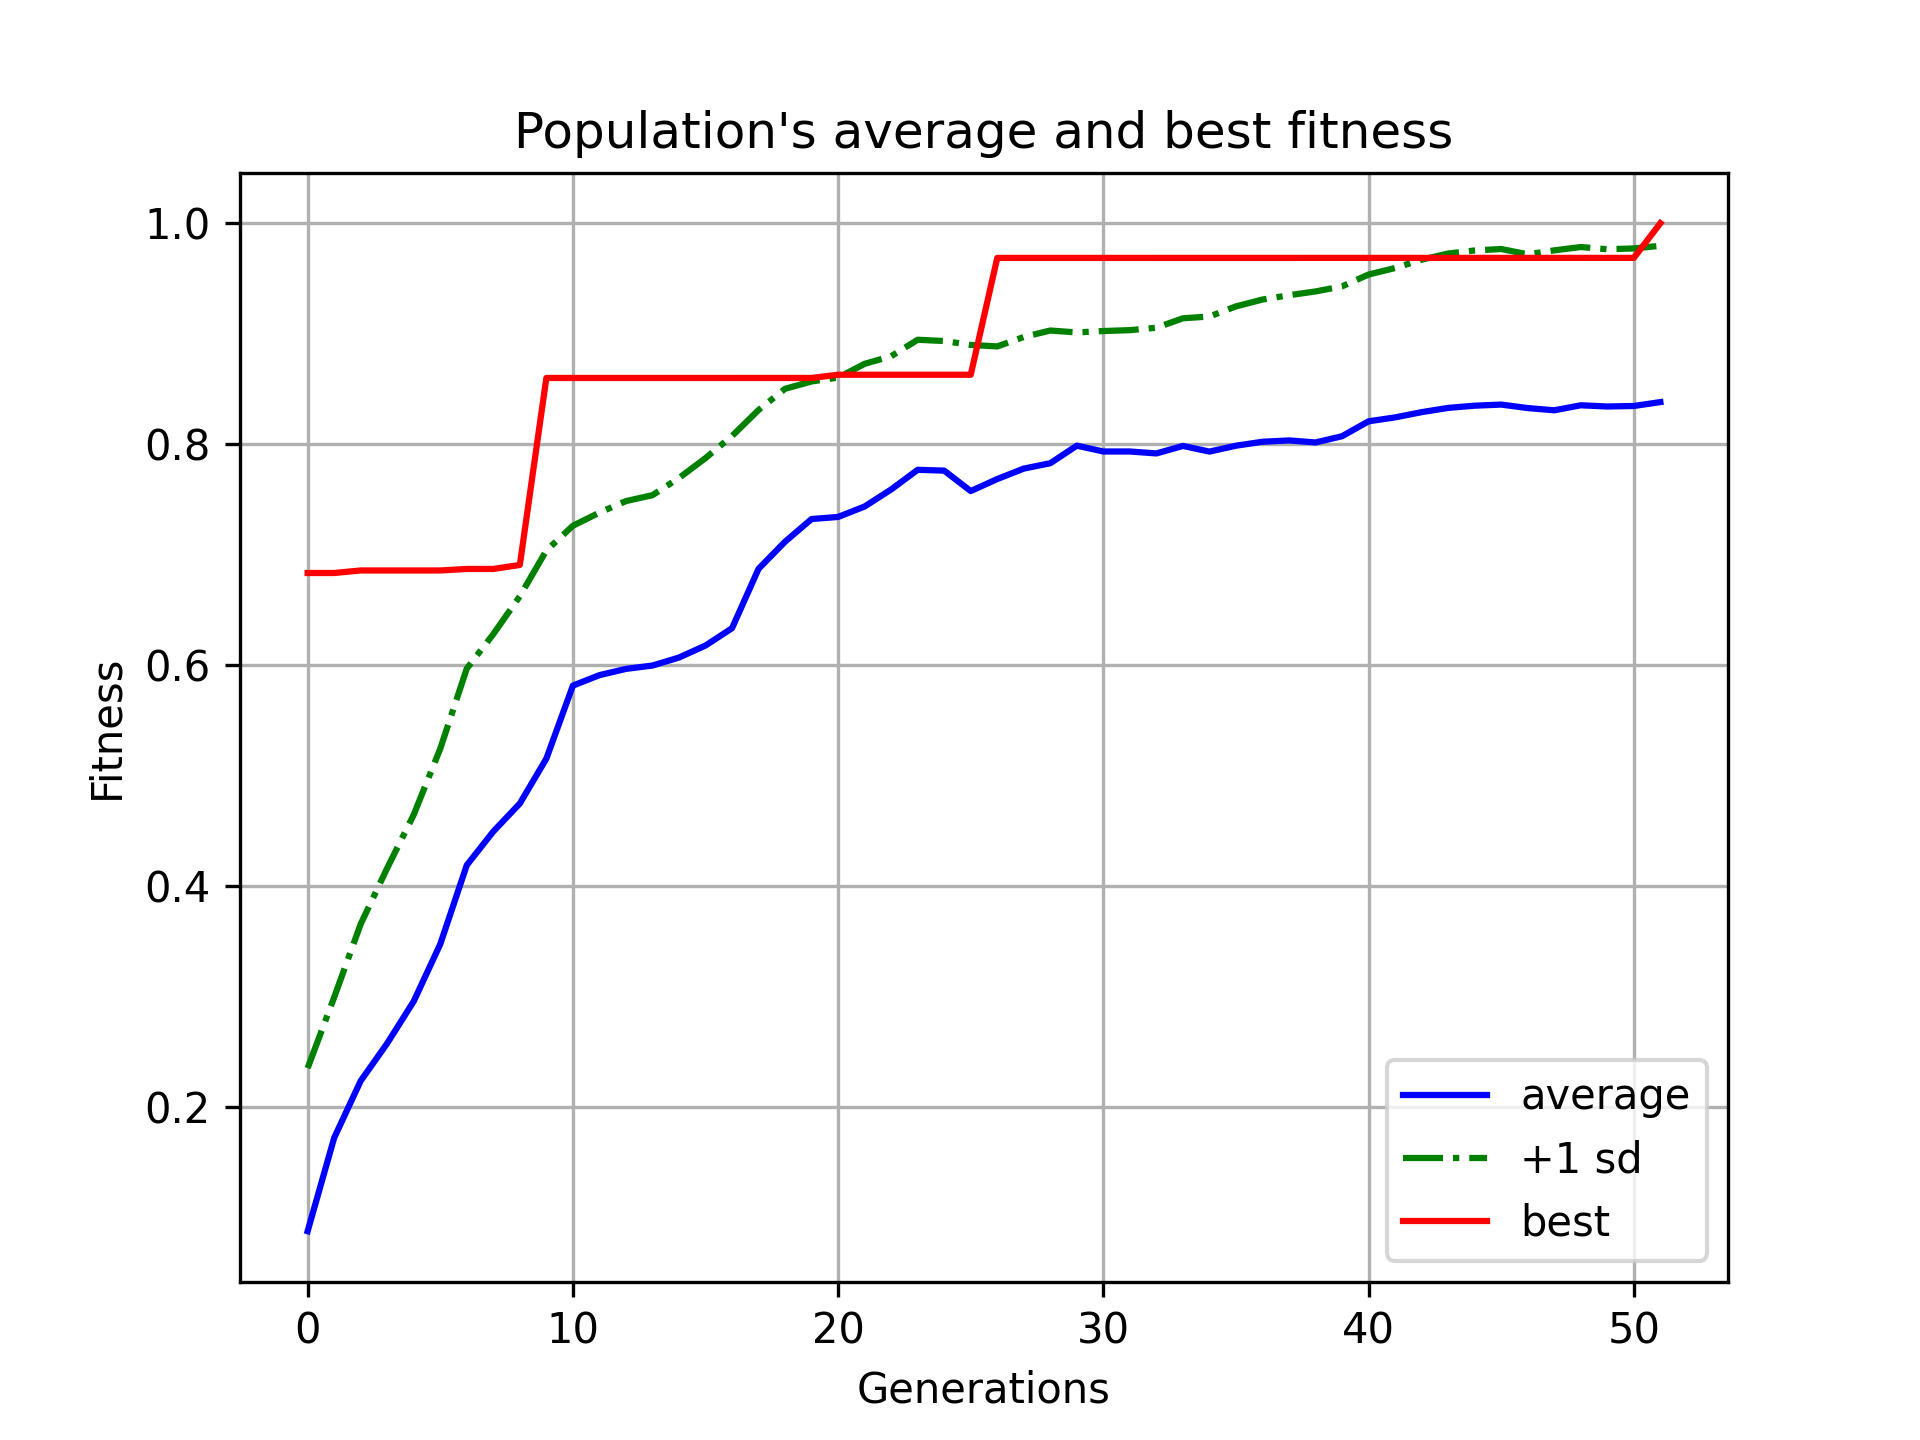 Population's average and best fitness
1.0
0.8
0.6
0.4
0.2
Fitness
0 10 20 30 40 50
Generations
average
+1 sd
best